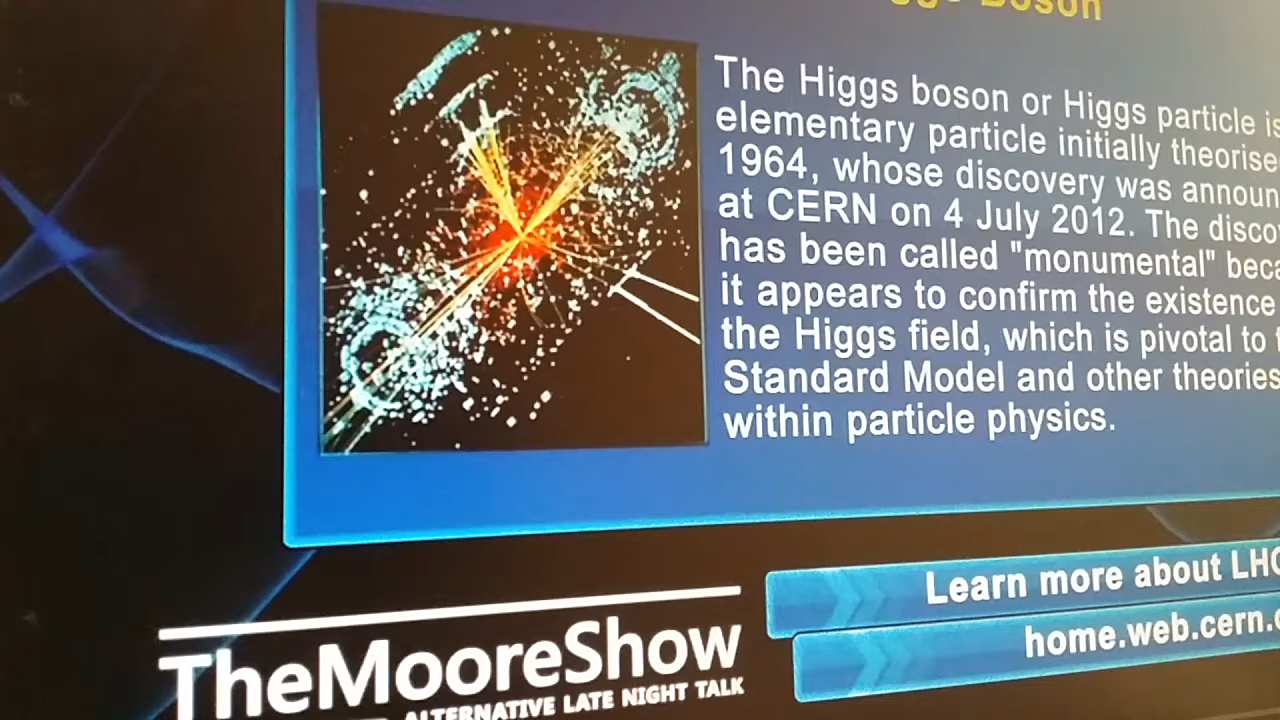 Boson
The Higgs boson or Higgs particle is
elementary particle initially theorise
1964, whose discovery was announ
at CERN on 4 July 2012. The disco
has been called "monumental" beca
it appears to confirm the existence
the Higgs field, which is pivotal to
Standard Model and other theories
within particle physics.
Learn more about LHC
home.web.cern.
TheMooreShow
ALTERNATIVE LATE NIGHT TALK